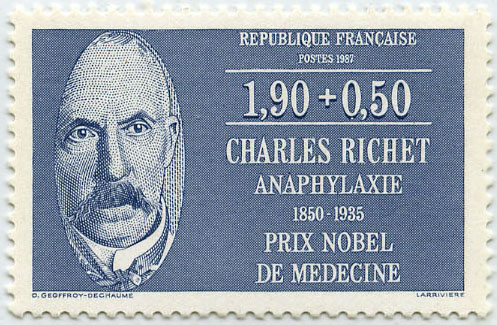 REPUBLIQUE FRANÇAISE
POSTES 1987
1,90 + 0,50
CHARLES RICHET
ANAPHYLAXIE
1850 - 1935
PRIX NOBEL
DE MEDECINE
D. GEOFFROY-DECHAUME
LARRIVIERE